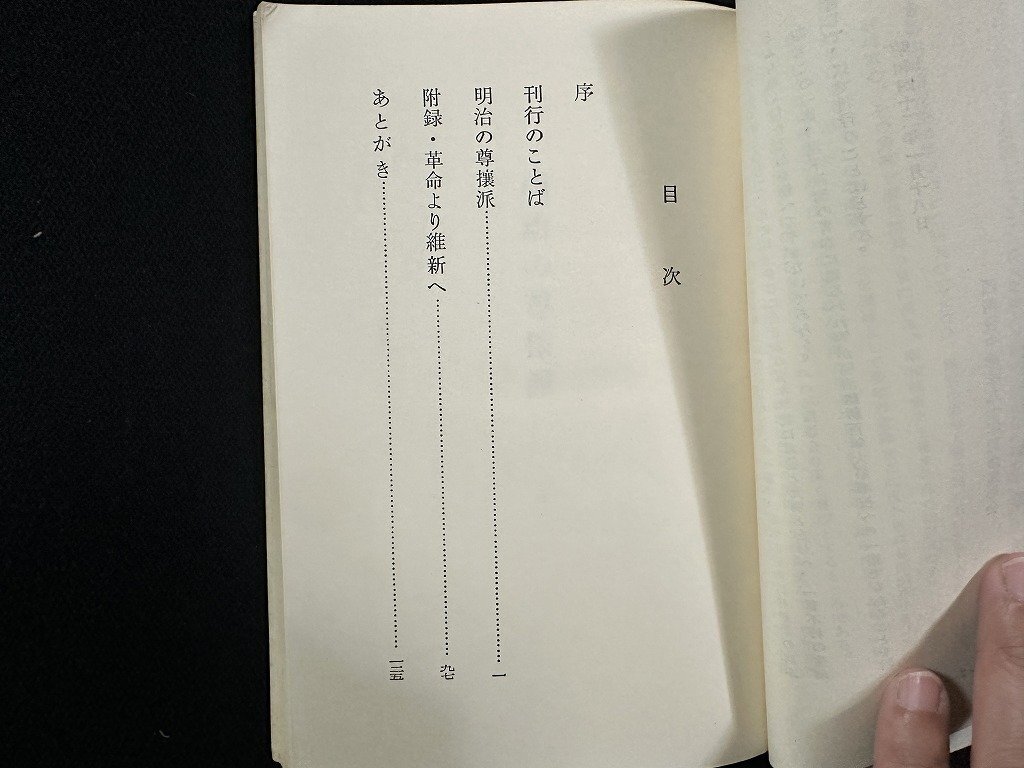 目次
序
刊行のことば
明治の尊攘派……………………一
附録・革命より維新へ……………………九七
あとがき……………………一三五